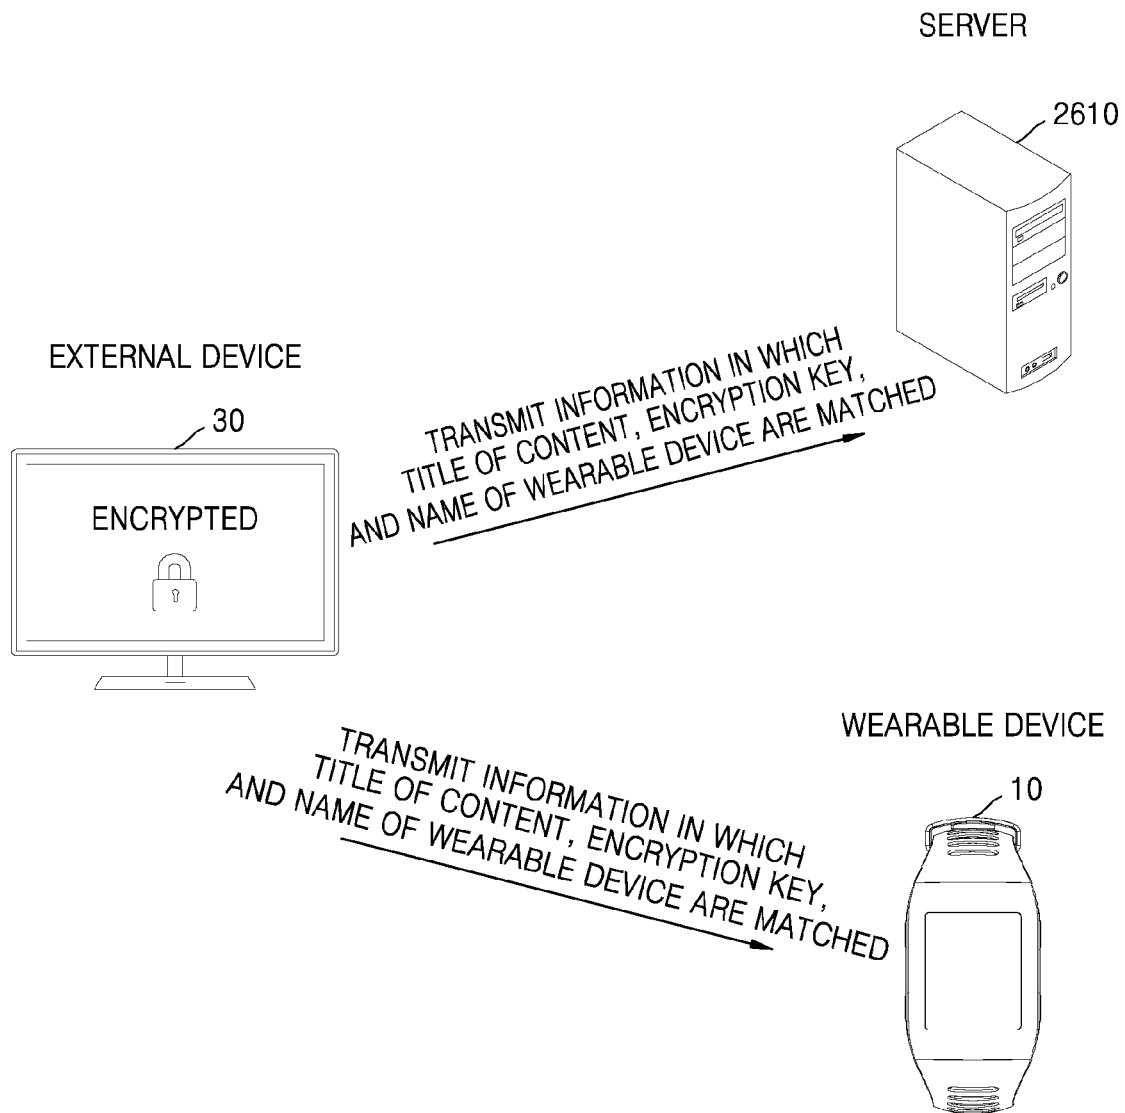 SERVER
2610
EXTERNAL DEVICE
30
ENCRYPTED
TRANSMIT INFORMATION IN WHICH
TITLE OF CONTENT, ENCRYPTION KEY,
AND NAME OF WEARABLE DEVICE ARE MATCHED
WEARABLE DEVICE
10
TRANSMIT INFORMATION IN WHICH
TITLE OF CONTENT, ENCRYPTION KEY,
AND NAME OF WEARABLE DEVICE ARE MATCHED